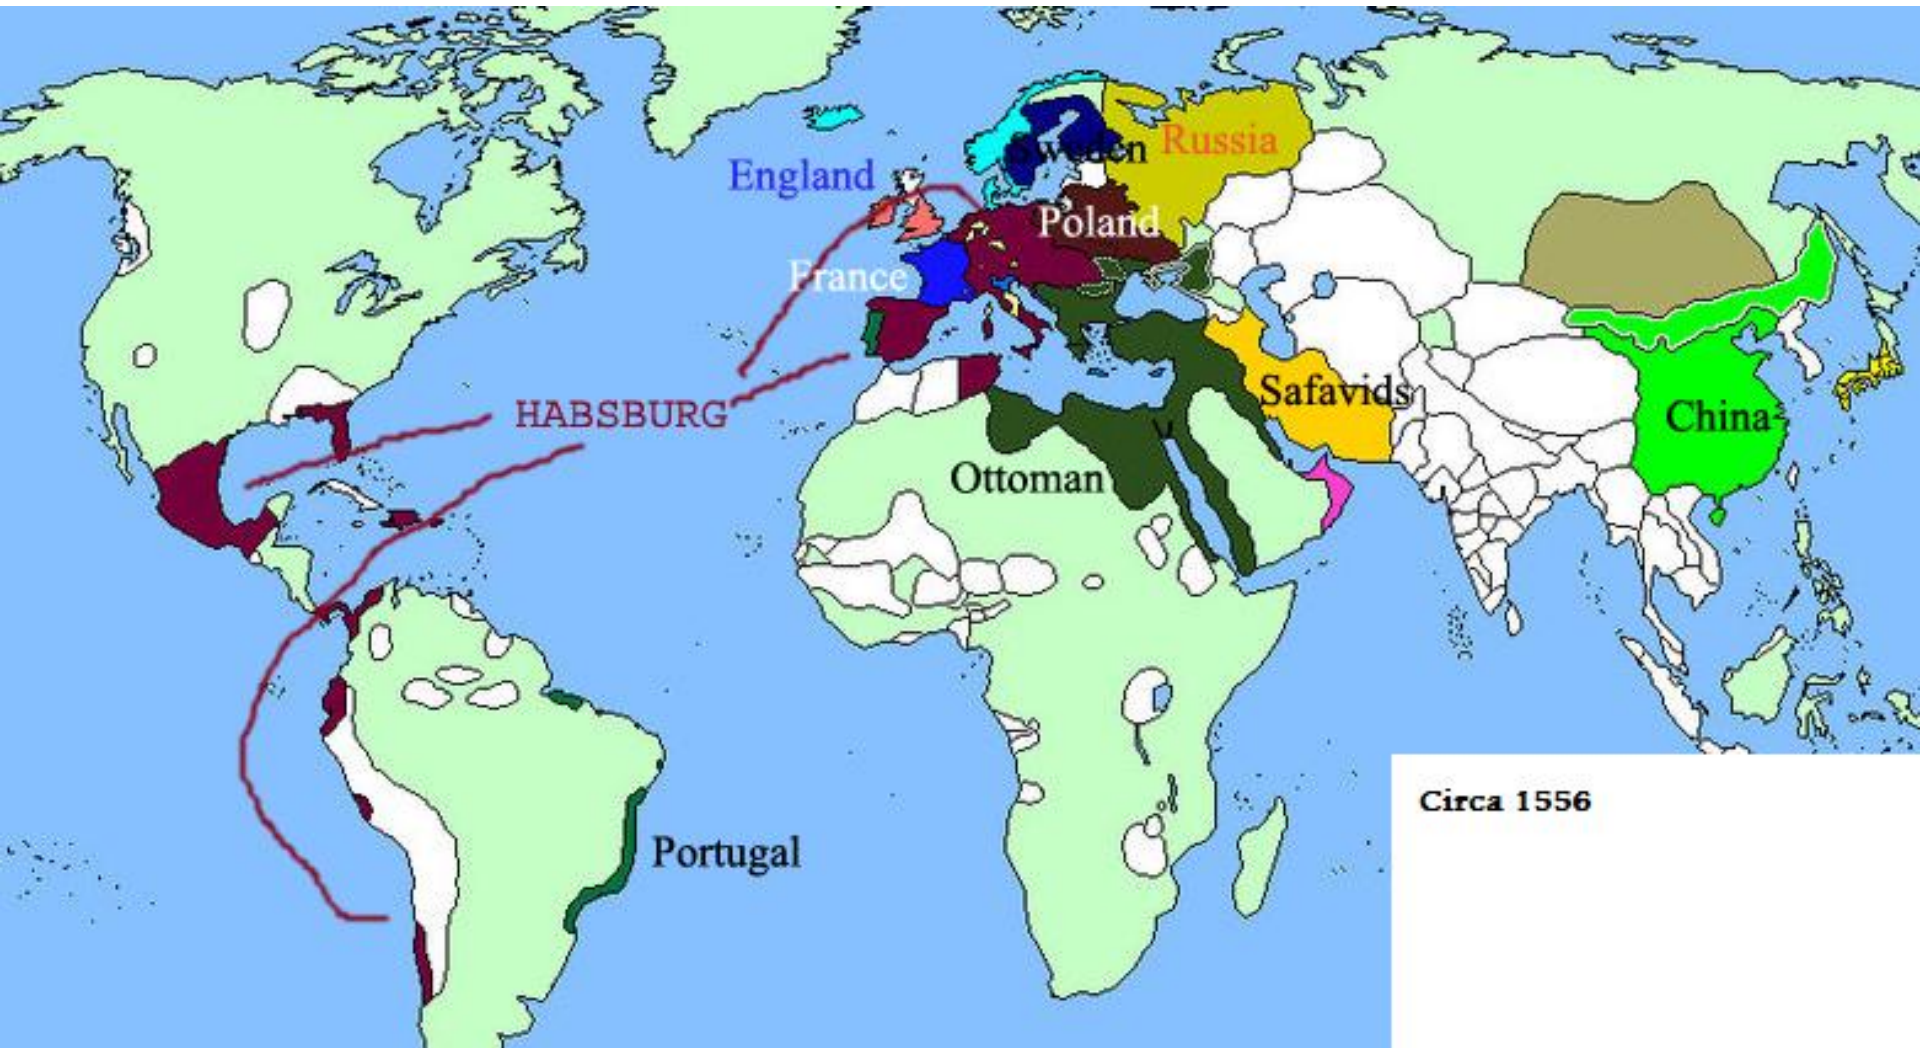 Sweden
Russia
England
Poland
France
Safavids
HABSBURG
China
Ottoman
Circa 1556
Portugal